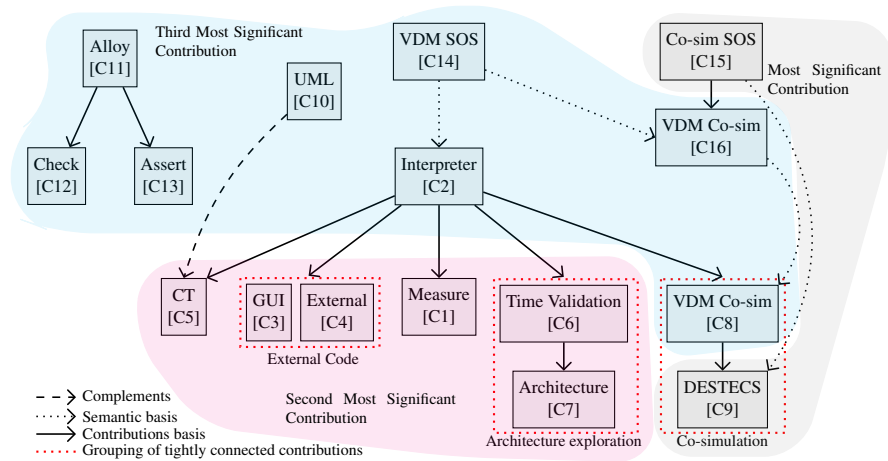 Alloy
[C11]
Third Most Significant
Contribution
UML
[C10]
VDM SOS
[C14]
Co-sim SOS
[C15]
Most Significant
Contribution
VDM Co-sim
[C16]
Check
[C12]
Assert
[C13]
Interpreter
[C2]
CT
[C5]
GUI
[C3]
External
[C4]
External Code
Measure
[C1]
Time Validation
[C6]
VDM Co-sim
[C8]
Architecture
[C7]
Architecture exploration
DESTECS
[C9]
Co-simulation
Second Most Significant
Contribution
Complements
Semantic basis
Contributions basis
Grouping of tightly connected contributions